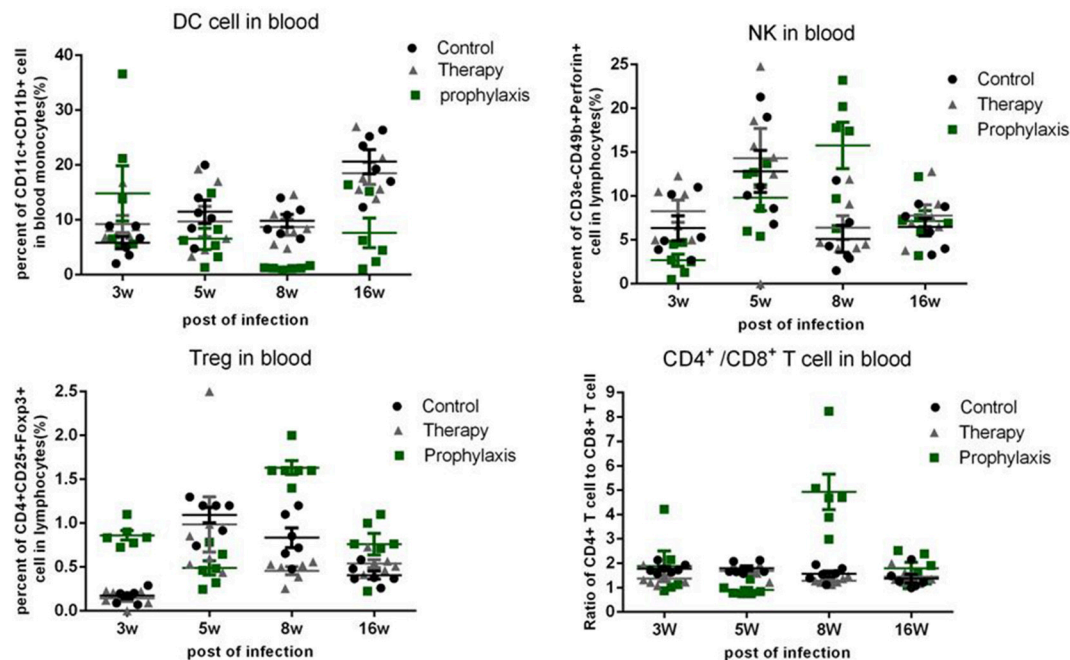 DC cell in blood
percent of CD11c+CD11b+ cell
in blood monocytes(%)
40
30
20
10
0
3w 5w 8w 16w
post of infection
Control
Therapy
prophylaxis
NK in blood
percent of CD3e-CD49b+Perforin+
cell in lymphocytes(%)
25
20
15
10
5
0
3w 5w 8w 16w
post of infection
Control
Therapy
Prophylaxis
Treg in blood
percent of CD4+CD25+Foxp3+
cell in lymphocytes(%)
2.5
2.0
1.5
1.0
0.5
0.0
3w 5w 8w 16w
post of infection
Control
Therapy
Prophylaxis
CD4⁺ /CD8⁺ T cell in blood
Ratio of CD4+ T cell to CD8+ T cell
9
8
7
6
5
4
3
2
1
0
3W 5W 8W 16W
post of infection
Control
Therapy
Prophylaxis